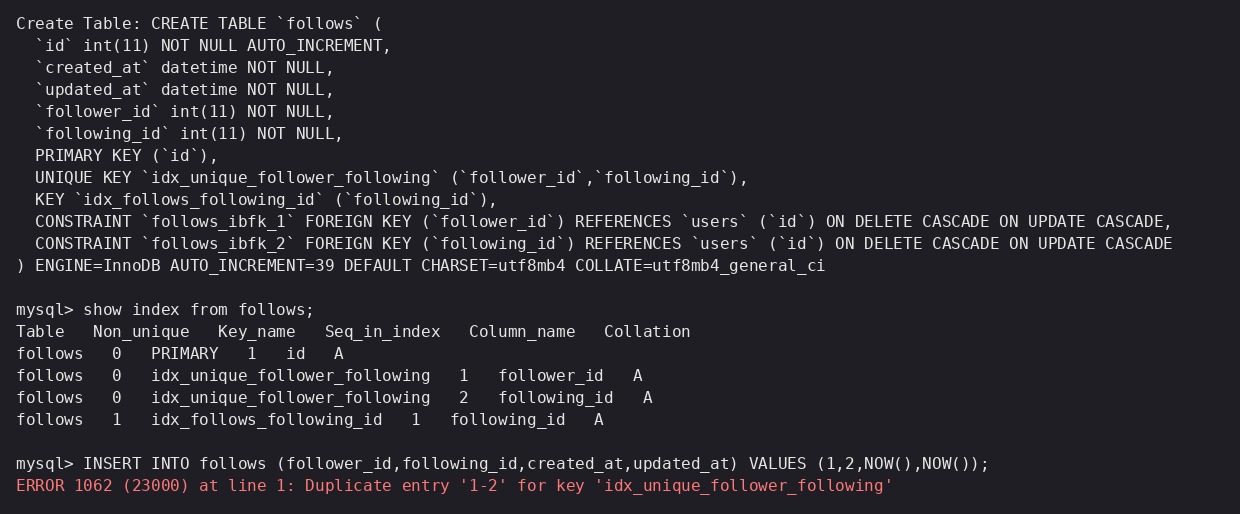 Create Table: CREATE TABLE `follows` (
  `id` int(11) NOT NULL AUTO_INCREMENT,
  `created_at` datetime NOT NULL,
  `updated_at` datetime NOT NULL,
  `follower_id` int(11) NOT NULL,
  `following_id` int(11) NOT NULL,
  PRIMARY KEY (`id`),
  UNIQUE KEY `idx_unique_follower_following` (`follower_id`,`following_id`),
  KEY `idx_follows_following_id` (`following_id`),
  CONSTRAINT `follows_ibfk_1` FOREIGN KEY (`follower_id`) REFERENCES `users` (`id`) ON DELETE CASCADE ON UPDATE CASCADE,
  CONSTRAINT `follows_ibfk_2` FOREIGN KEY (`following_id`) REFERENCES `users` (`id`) ON DELETE CASCADE ON UPDATE CASCADE
) ENGINE=InnoDB AUTO_INCREMENT=39 DEFAULT CHARSET=utf8mb4 COLLATE=utf8mb4_general_ci

mysql> show index from follows;
Table   Non_unique   Key_name   Seq_in_index   Column_name   Collation
follows   0   PRIMARY   1   id   A
follows   0   idx_unique_follower_following   1   follower_id   A
follows   0   idx_unique_follower_following   2   following_id   A
follows   1   idx_follows_following_id   1   following_id   A

mysql> INSERT INTO follows (follower_id,following_id,created_at,updated_at) VALUES (1,2,NOW(),NOW());
ERROR 1062 (23000) at line 1: Duplicate entry '1-2' for key 'idx_unique_follower_following'